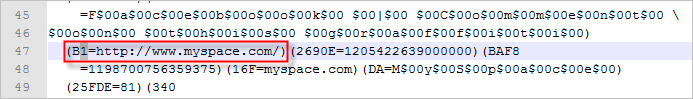 45 =F$00a$00c$00e$00b$00o$00o$00k$00 $00|$00 $00C$00o$00m$00m$00e$00n$00t$00 \
46 $00o$00n$00 $00t$00h$00i$00s$00 $00g$00r$00a$00f$00f$00i$00t$00i$00)
47 (B1=http://www.myspace.com/)(2690E=1205422639000000)(BAF8
48 =1198700756359375)(16F=myspace.com)(DA=M$00y$00S$00p$00a$00c$00e$00)
49 (25FDE=81)(340